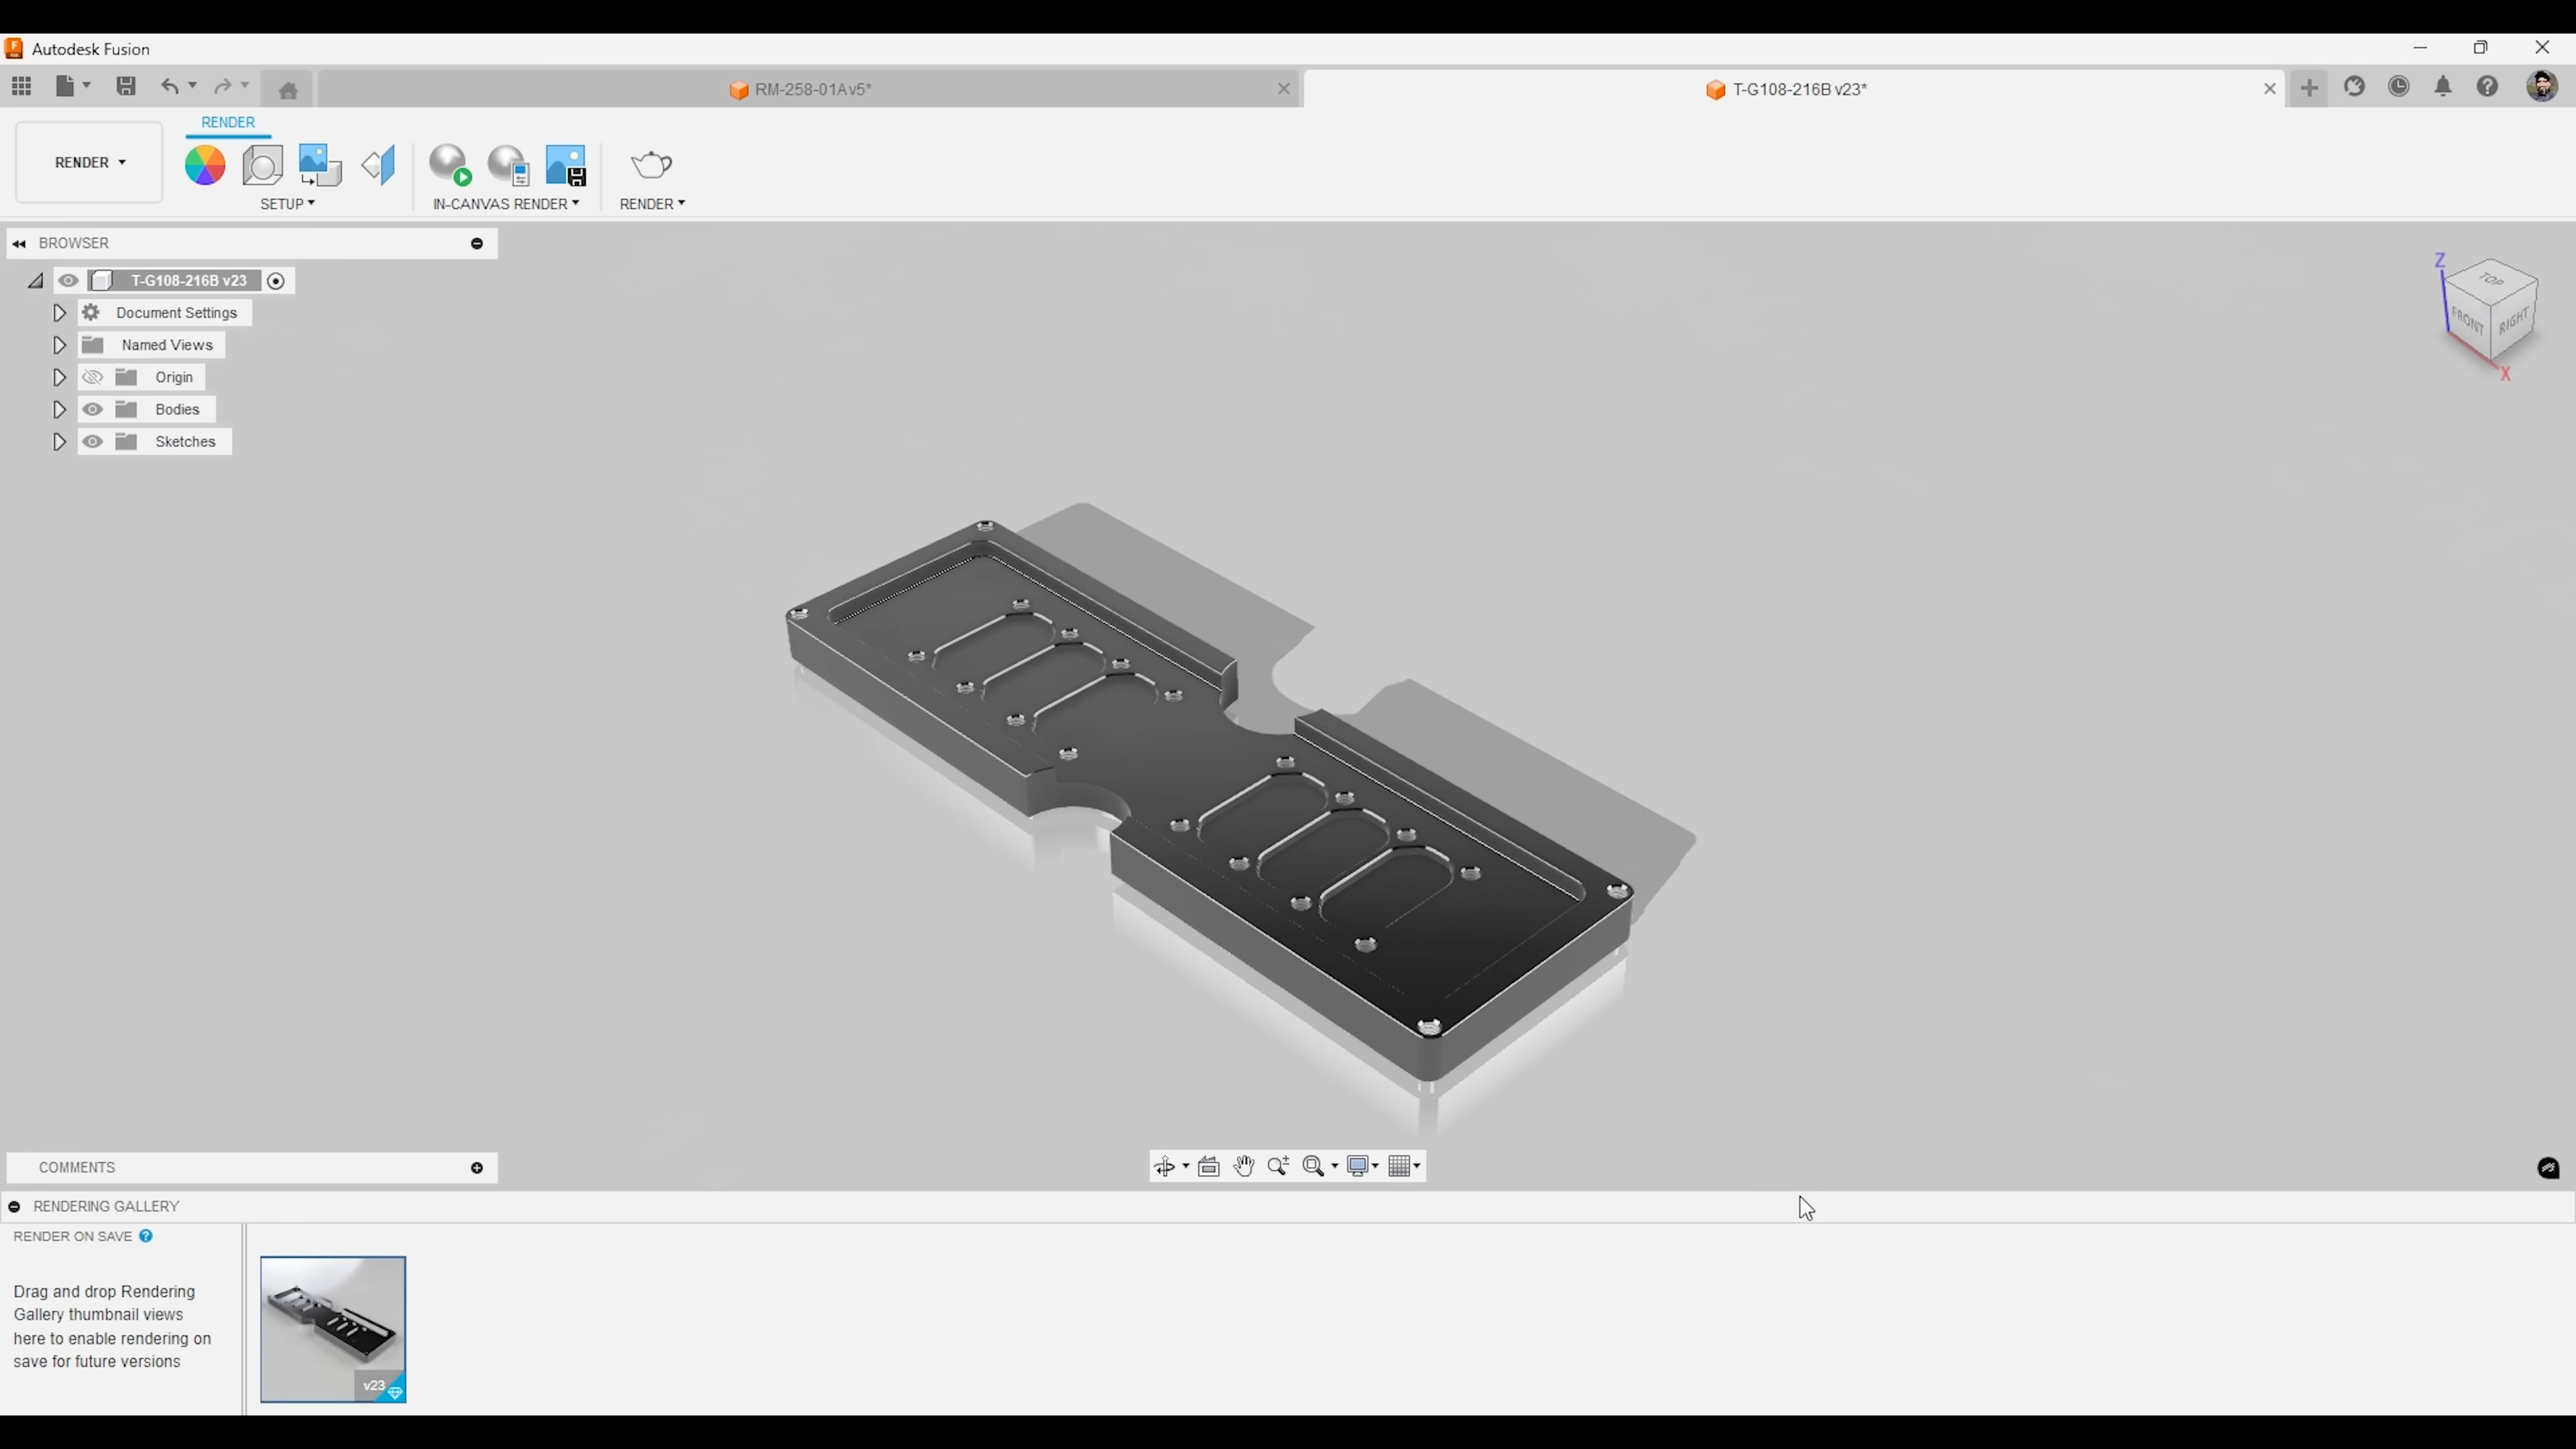 Autodesk Fusion
RM-258-01A v5*
T-G108-216B v23*
RENDER
RENDER
SETUP
IN-CANVAS RENDER
RENDER
BROWSER
T-G108-216B v23
Document Settings
Named Views
Origin
Bodies
Sketches
Z
TOP
FRONT
RIGHT
X
COMMENTS
RENDERING GALLERY
RENDER ON SAVE
Drag and drop Rendering
Gallery thumbnail views
here to enable rendering on
save for future versions
v23